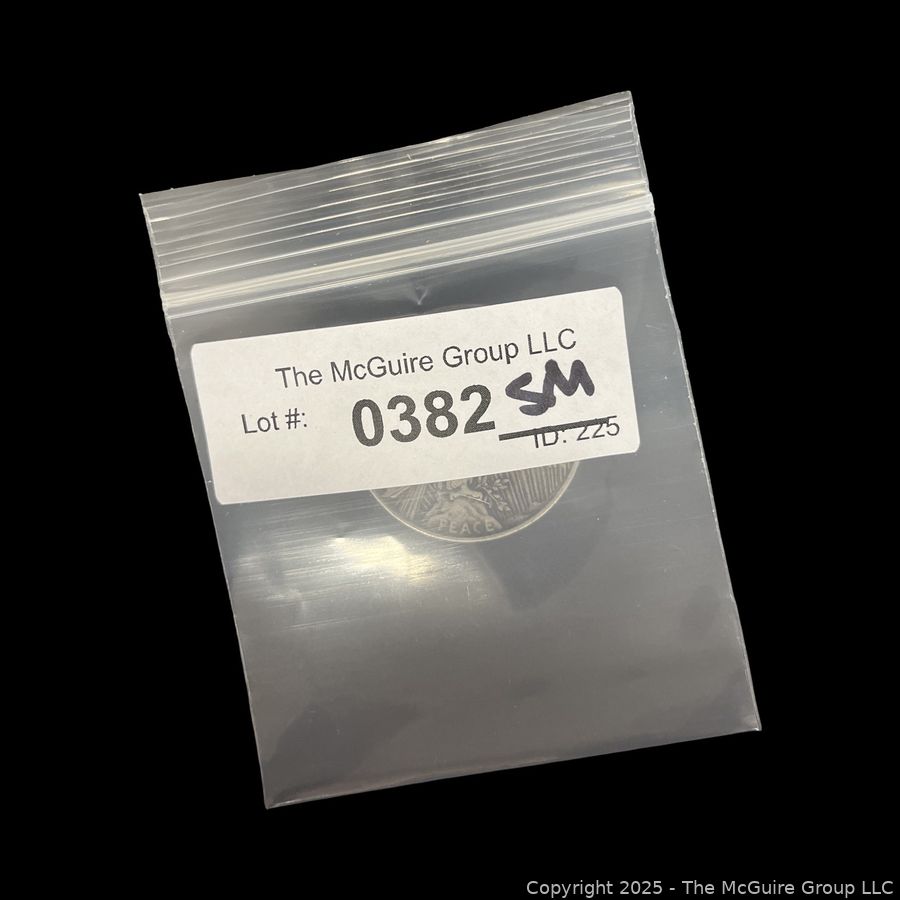 The McGuire Group LLC
Lot #: 0382 SM
ID: 225
PEACE
Copyright 2025 - The McGuire Group LLC